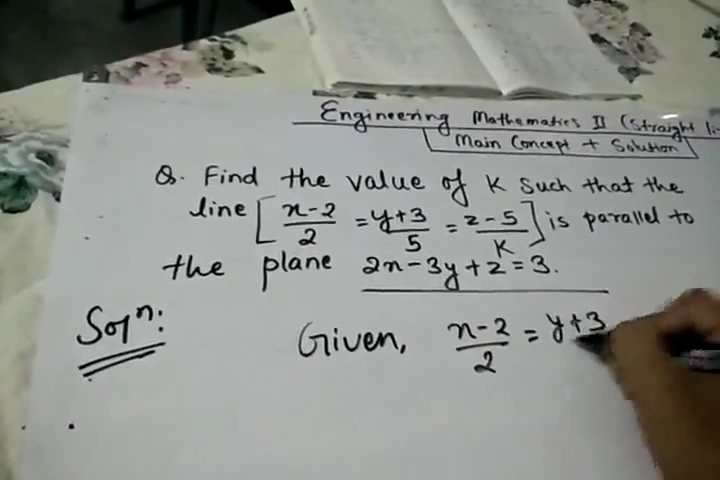 Engineering Mathematics II (Straight
Main Concept + Solution
Q. Find the value of K such that the
line [ x-2/2 = y+3/5 = z-5/K ] is parallel to
the plane 2x-3y+z=3.
Solⁿ: Given, x-2/2 = y+3